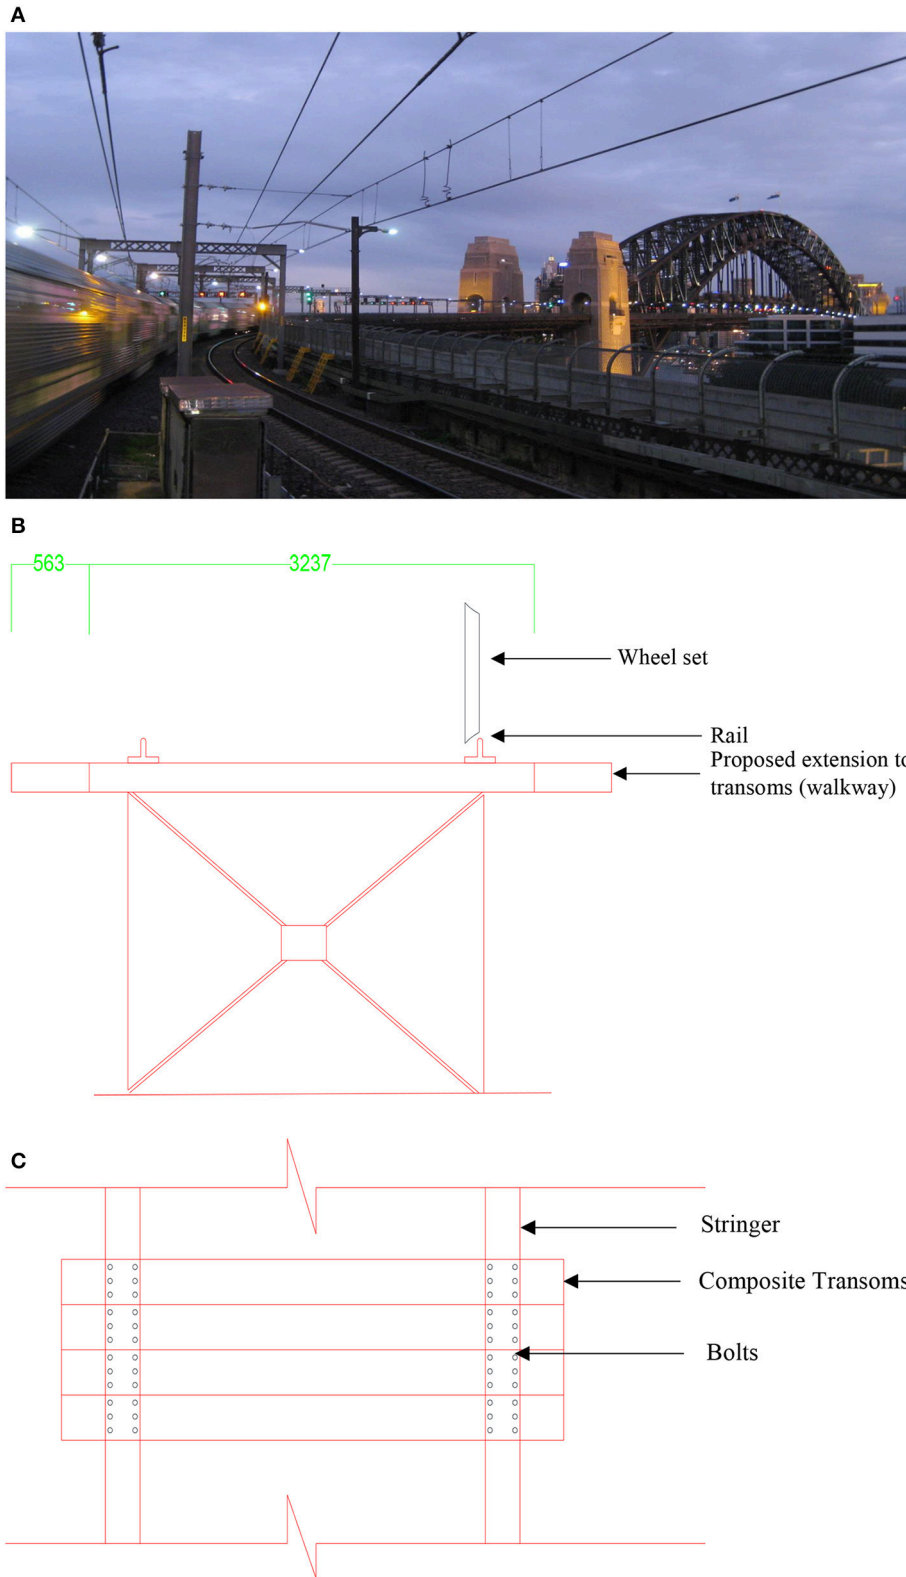 A
B
563
3237
Wheel set
Rail
Proposed extension to
transoms (walkway)
C
Stringer
Composite Transoms
Bolts